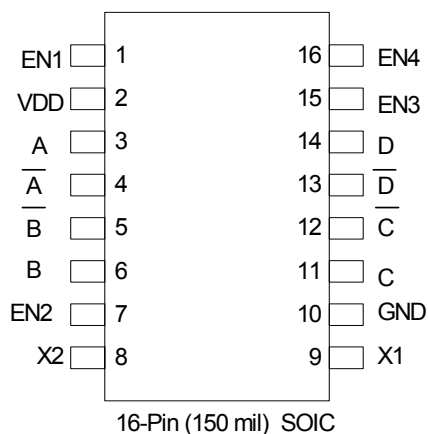 EN1 1 16 EN4
VDD 2 15 EN3
A 3 14 D
A̅ 4 13 D̅
B̅ 5 12 C̅
B 6 11 C
EN2 7 10 GND
X2 8 9 X1
16-Pin (150 mil) SOIC